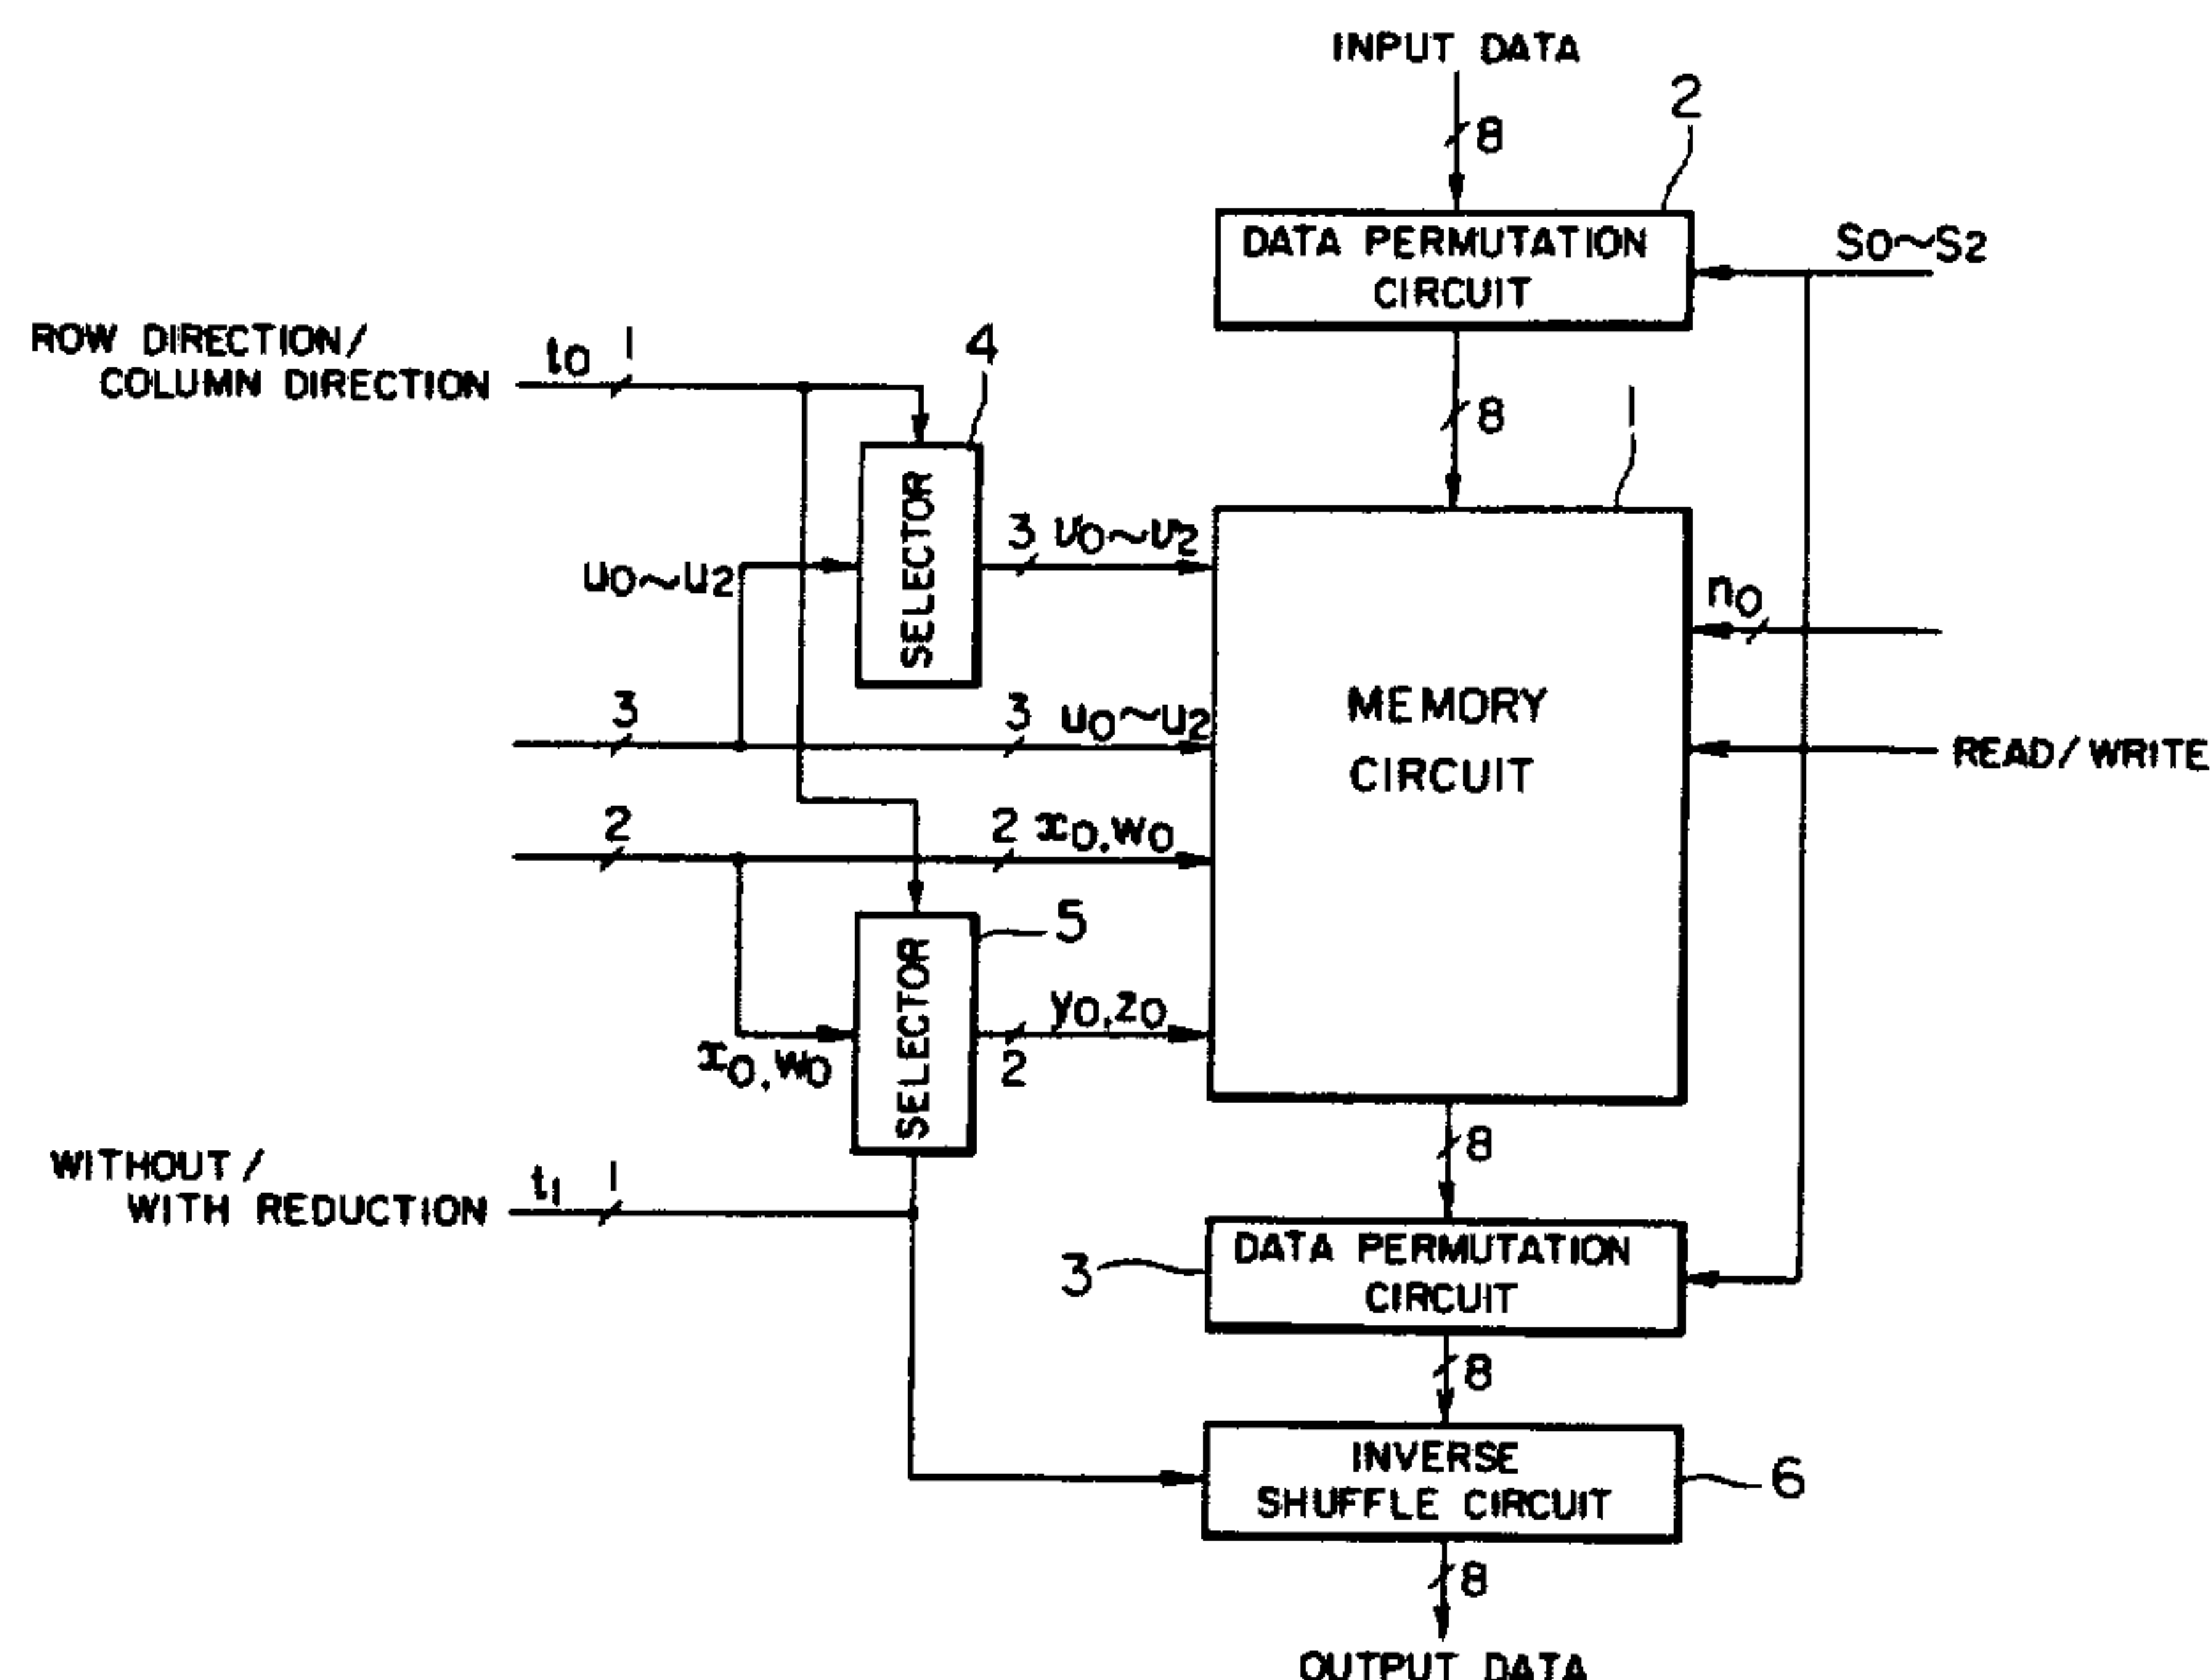 INPUT DATA
2
8
DATA PERMUTATION
CIRCUIT
S0~S2
ROW DIRECTION/
COLUMN DIRECTION
t0
1
4
8
1
SELECTOR
u0~u2
3
v0~v2
n0
3
3
u0~u2
MEMORY
CIRCUIT
READ/WRITE
2
2
x0,w0
5
SELECTOR
x0,w0
y0,z0
2
8
WITHOUT/
WITH REDUCTION
t1
1
3
DATA PERMUTATION
CIRCUIT
8
INVERSE
SHUFFLE CIRCUIT
6
8
OUTPUT DATA